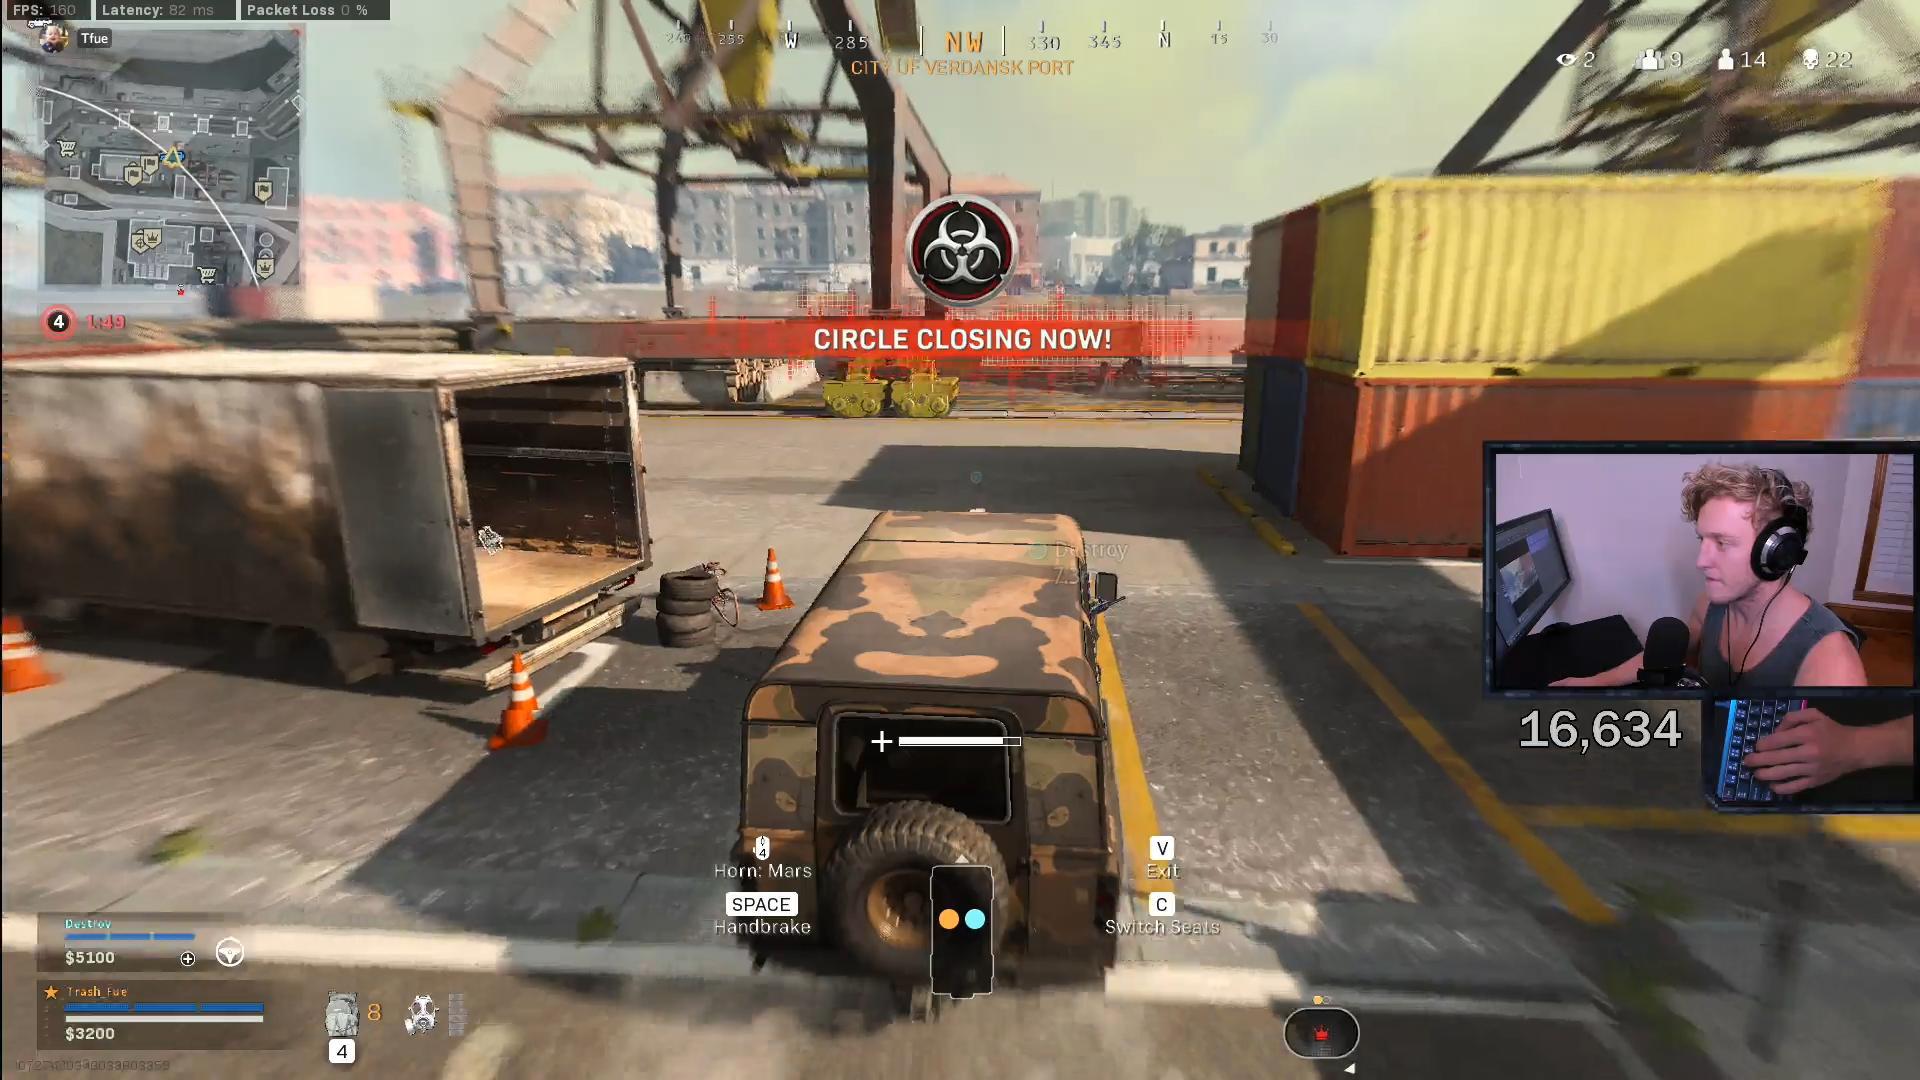 FPS: 160 Latency: 82 ms Packet Loss 0 %
Tfue
240 255 W 285 NW 330 345 N 15 30
CITY OF VERDANSK PORT
2 9 14 22
4 1:49
CIRCLE CLOSING NOW!
Destroy
16,634
4
Horn: Mars
SPACE
Handbrake
V
Exit
C
Switch Seats
Destroy
$5100
Trash_Fue
$3200
8
4